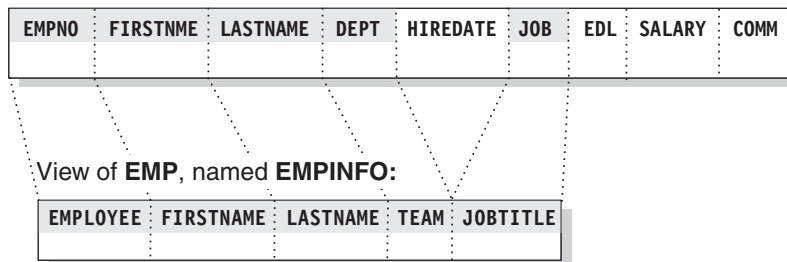 EMPNO FIRSTNME LASTNAME DEPT HIREDATE JOB EDL SALARY COMM
View of EMP, named EMPINFO:
EMPLOYEE FIRSTNAME LASTNAME TEAM JOBTITLE